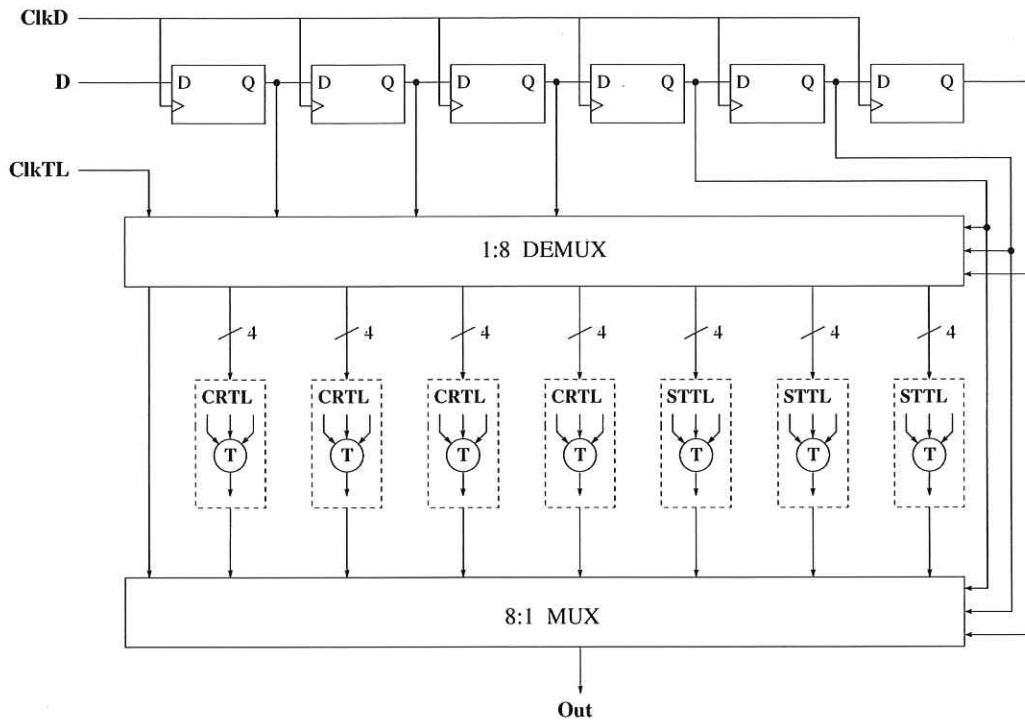 ClkD
D
D Q D Q D Q D Q D Q D Q
ClkTL
1:8 DEMUX
4 4 4 4 4 4 4
CRTL CRTL CRTL CRTL STTL STTL STTL
T T T T T T T
8:1 MUX
Out